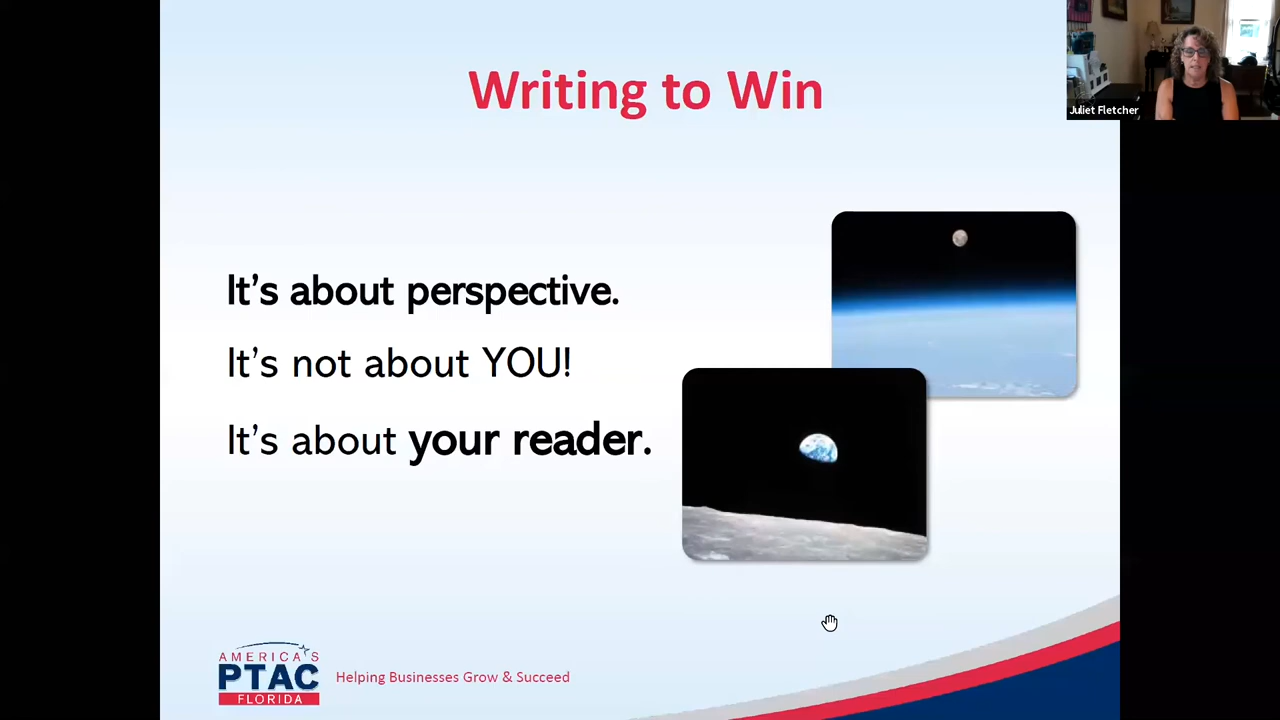 Writing to Win
Juliet Fletcher
It's about perspective.
It's not about YOU!
It's about your reader.
AMERICA'S
PTAC
FLORIDA
Helping Businesses Grow & Succeed